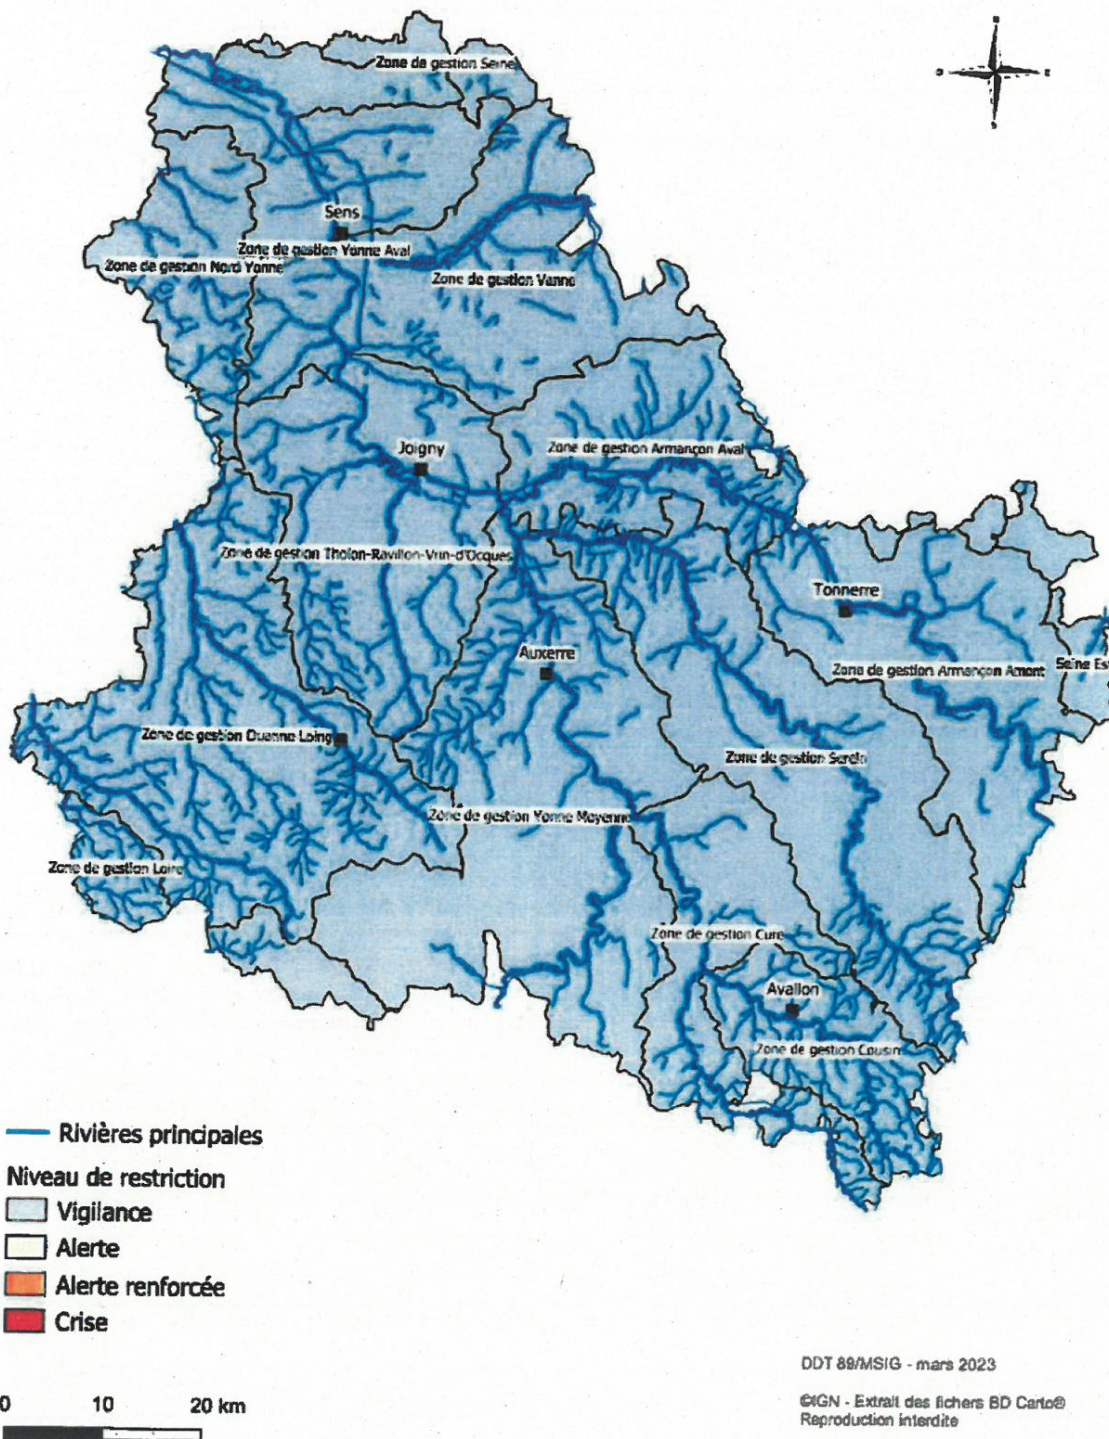 Zone de gestion Seine
Sens
Zone de gestion Yonne Aval
Zone de gestion Nord Yonne
Zone de gestion Vanne
Joigny
Zone de gestion Armançon Aval
Zone de gestion Tholon-Ravillon-Vrin-d'Ocques
Tonnerre
Auxerre
Zone de gestion Armançon Amont
Seine Est
Zone de gestion Ouanne Loing
Zone de gestion Serein
Zone de gestion Yonne Moyenne
Zone de gestion Loire
Zone de gestion Cure
Avallon
Zone de gestion Cousin
Rivières principales
Niveau de restriction
Vigilance
Alerte
Alerte renforcée
Crise
DDT 89/MSIG - mars 2023
0 10 20 km
©IGN - Extrait des fichers BD Carto®
Reproduction interdite